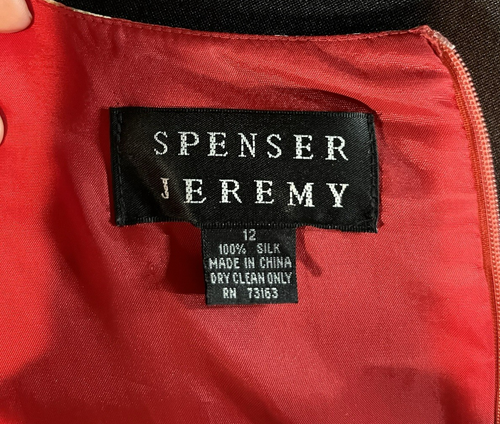 SPENSER
JEREMY
12
100% SILK
MADE IN CHINA
DRY CLEAN ONLY
RN 73163